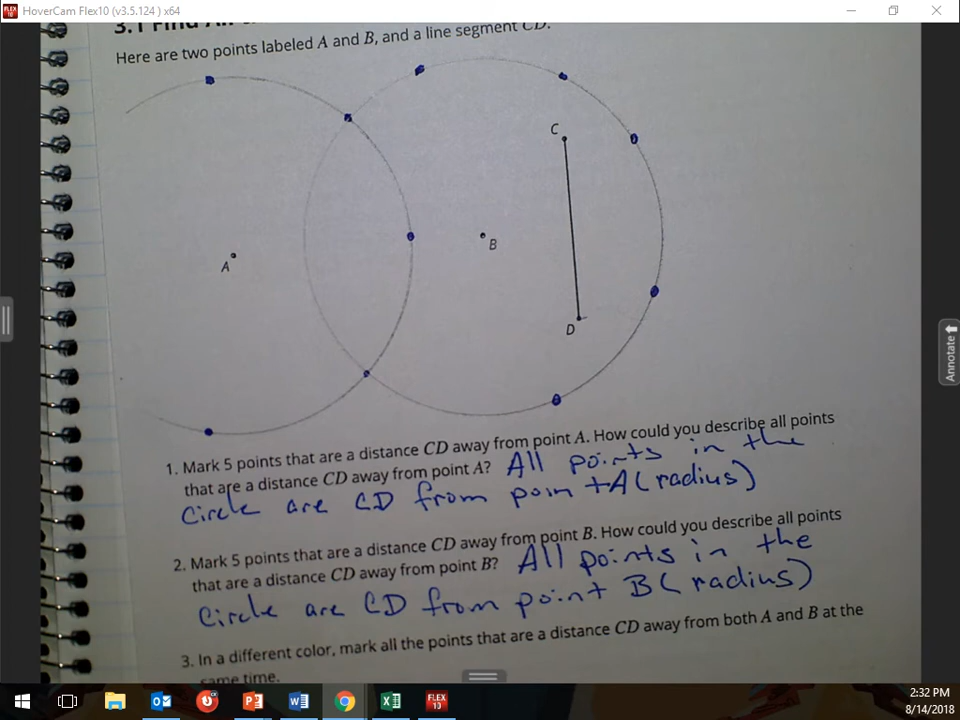 HoverCam Flex10 (v3.5.124 ) x64
Here are two points labeled A and B, and a line segment CD.
C
B
A
D
Annotate
1. Mark 5 points that are a distance CD away from point A. How could you describe all points
that are a distance CD away from point A? All points in the
Circle are CD from point A (radius)
2. Mark 5 points that are a distance CD away from point B. How could you describe all points
that are a distance CD away from point B? All points in the
Circle are CD from point B (radius)
3. In a different color, mark all the points that are a distance CD away from both A and B at the
same time.
FLEX 10
2:32 PM
8/14/2018